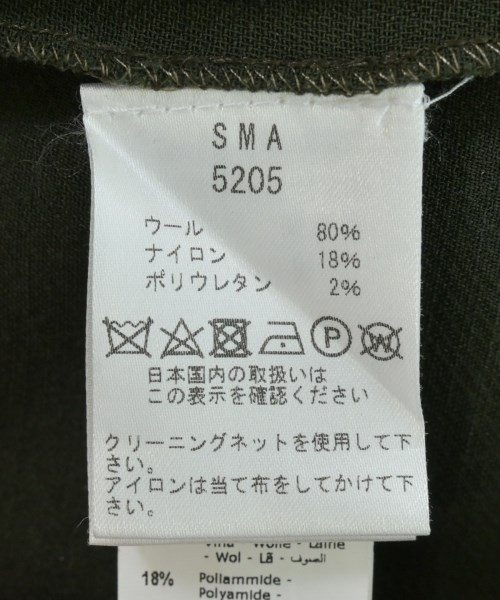 SMA
5205
ウール 80%
ナイロン 18%
ポリウレタン 2%
P W
日本国内の取扱いは
この表示を確認ください
クリーニングネットを使用して下
さい。
アイロンは当て布をしてかけて下
さい。
- Wolle - Laine
- Wol - Lã - الصوف
18% Poliammide -
Polyamide -